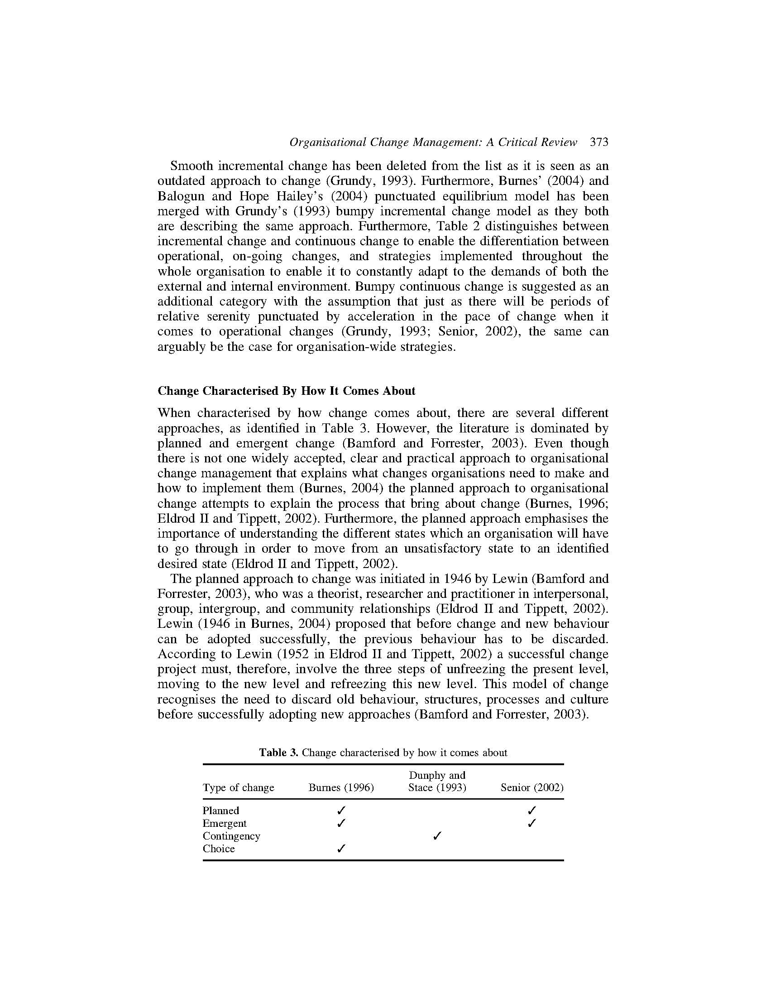 Organisational Change Management: A Critical Review 373
Smooth incremental change has been deleted from the list as it is seen as an
outdated approach to change (Grundy, 1993). Furthermore, Burnes’ (2004) and
Balogun and Hope Hailey’s (2004) punctuated equilibrium model has been
merged with Grundy’s (1993) bumpy incremental change model as they both
are describing the same approach. Furthermore, Table 2 distinguishes between
incremental change and continuous change to enable the differentiation between
operational, on-going changes, and strategies implemented throughout the
whole organisation to enable it to constantly adapt to the demands of both the
external and internal environment. Bumpy continuous change is suggested as an
additional category with the assumption that just as there will be periods of
relative serenity punctuated by acceleration in the pace of change when it
comes to operational changes (Grundy, 1993; Senior, 2002), the same can
arguably be the case for organisation-wide strategies.
Change Characterised By How It Comes About
When characterised by how change comes about, there are several different
approaches, as identified in Table 3. However, the literature is dominated by
planned and emergent change (Bamford and Forrester, 2003). Even though
there is not one widely accepted, clear and practical approach to organisational
change management that explains what changes organisations need to make and
how to implement them (Burnes, 2004) the planned approach to organisational
change attempts to explain the process that bring about change (Burnes, 1996;
Eldrod II and Tippett, 2002). Furthermore, the planned approach emphasises the
importance of understanding the different states which an organisation will have
to go through in order to move from an unsatisfactory state to an identified
desired state (Eldrod II and Tippett, 2002).
The planned approach to change was initiated in 1946 by Lewin (Bamford and
Forrester, 2003), who was a theorist, researcher and practitioner in interpersonal,
group, intergroup, and community relationships (Eldrod II and Tippett, 2002).
Lewin (1946 in Burnes, 2004) proposed that before change and new behaviour
can be adopted successfully, the previous behaviour has to be discarded.
According to Lewin (1952 in Eldrod II and Tippett, 2002) a successful change
project must, therefore, involve the three steps of unfreezing the present level,
moving to the new level and refreezing this new level. This model of change
recognises the need to discard old behaviour, structures, processes and culture
before successfully adopting new approaches (Bamford and Forrester, 2003).
Table 3. Change characterised by how it comes about
Dunphy and
Type of change Burnes (1996) Stace (1993) Senior (2002)
Planned ✓ ✓
Emergent ✓ ✓
Contingency ✓
Choice ✓